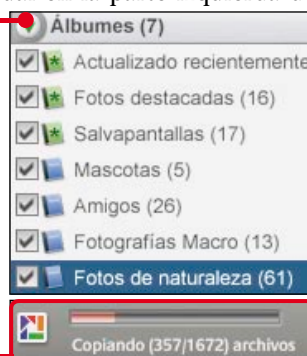 Álbumes (7)
Actualizado recientemente
Fotos destacadas (16)
Salvapantallas (17)
Mascotas (5)
Amigos (26)
Fotografías Macro (13)
Fotos de naturaleza (61)
Copiando (357/1672) archivos